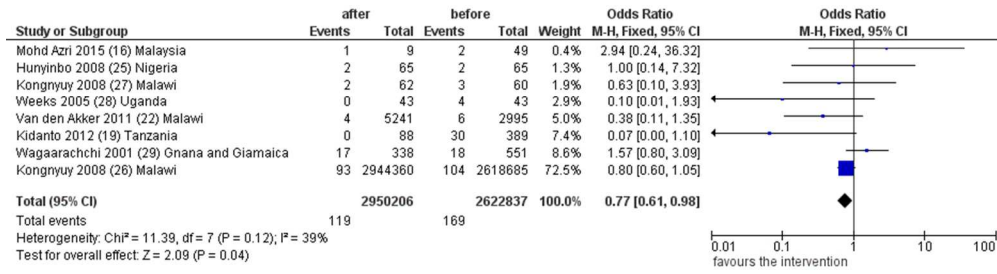 after before Odds Ratio Odds Ratio
Study or Subgroup Events Total Events Total Weight M-H, Fixed, 95% CI M-H, Fixed, 95% CI
Mohd Azri 2015 (16) Malaysia 1 9 2 49 0.4% 2.94 [0.24, 36.32]
Hunyinbo 2008 (25) Nigeria 2 65 2 65 1.3% 1.00 [0.14, 7.32]
Kongnyuy 2008 (27) Malawi 2 62 3 60 1.9% 0.63 [0.10, 3.93]
Weeks 2005 (28) Uganda 0 43 4 43 2.9% 0.10 [0.01, 1.93]
Van den Akker 2011 (22) Malawi 4 5241 6 2995 5.0% 0.38 [0.11, 1.35]
Kidanto 2012 (19) Tanzania 0 88 30 389 7.4% 0.07 [0.00, 1.10]
Wagaarachchi 2001 (29) Gnana and Giamaica 17 338 18 551 8.6% 1.57 [0.80, 3.09]
Kongnyuy 2008 (26) Malawi 93 2944360 104 2618685 72.5% 0.80 [0.60, 1.05]
Total (95% CI) 2950206 2622837 100.0% 0.77 [0.61, 0.98]
Total events 119 169
Heterogeneity: Chi² = 11.39, df = 7 (P = 0.12); I² = 39%
Test for overall effect: Z = 2.09 (P = 0.04)
0.01 0.1 1 10 100
favours the intervention